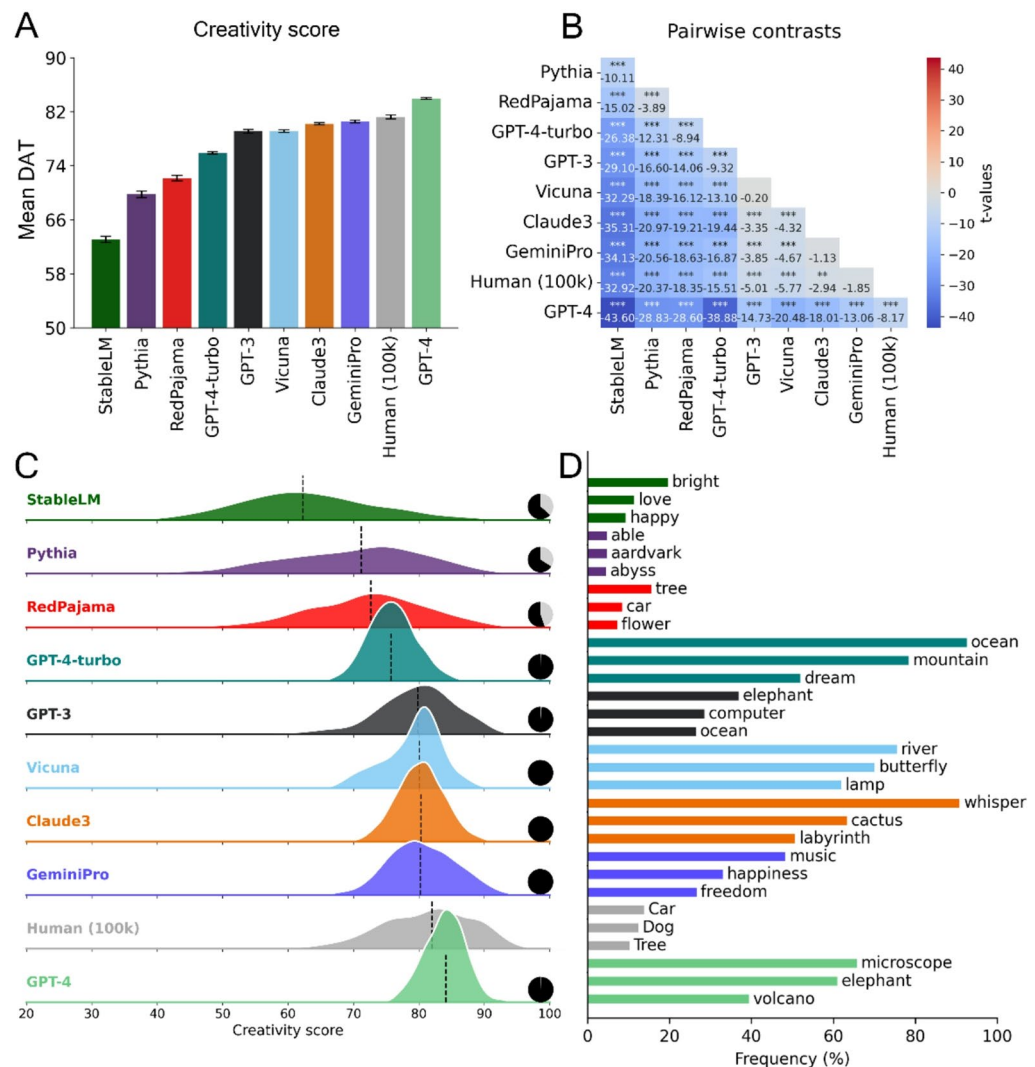 A
Creativity score
90
82
74
66
58
50
Mean DAT
StableLM
Pythia
RedPajama
GPT-4-turbo
GPT-3
Vicuna
Claude3
GeminiPro
Human (100k)
GPT-4
B
Pairwise contrasts
Pythia
*** 
-10.11
RedPajama
*** ***
-15.02 -3.89
GPT-4-turbo
*** *** ***
-26.38 -12.31 -8.94
GPT-3
*** *** *** ***
-29.10 -16.60 -14.06 -9.32
Vicuna
*** *** *** ***
-32.29 -18.39 -16.12 -13.10 -0.20
Claude3
*** *** *** *** *** ***
-35.31 -20.97 -19.21 -19.44 -3.35 -4.32
GeminiPro
*** *** *** *** *** ***
-34.13 -20.56 -18.63 -16.87 -3.85 -4.67 -1.13
Human (100k)
*** *** *** *** *** *** **
-32.92 -20.37 -18.35 -15.51 -5.01 -5.77 -2.94 -1.85
GPT-4
*** *** *** *** *** *** *** *** ***
-43.60 -28.83 -28.60 -38.88 -14.73 -20.48 -18.01 -13.06 -8.17
StableLM
Pythia
RedPajama
GPT-4-turbo
GPT-3
Vicuna
Claude3
GeminiPro
Human (100k)
40
30
20
10
0
-10
-20
-30
-40
t-values
C
StableLM
Pythia
RedPajama
GPT-4-turbo
GPT-3
Vicuna
Claude3
GeminiPro
Human (100k)
GPT-4
20 30 40 50 60 70 80 90 100
Creativity score
D
bright
love
happy
able
aardvark
abyss
tree
car
flower
ocean
mountain
dream
elephant
computer
ocean
river
butterfly
lamp
whisper
cactus
labyrinth
music
happiness
freedom
Car
Dog
Tree
microscope
elephant
volcano
0 20 40 60 80 100
Frequency (%)